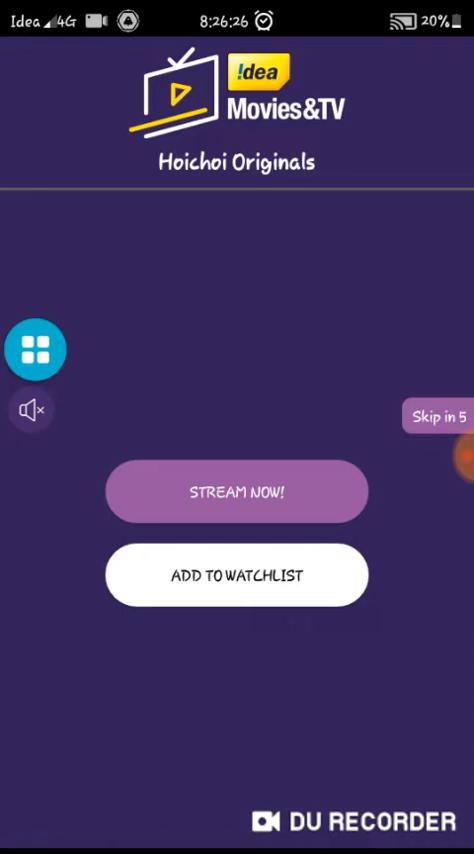 Idea 4G 8:26:26 20%
!dea
Movies&TV
Hoichoi Originals
Skip in 5
STREAM NOW!
ADD TO WATCHLIST
DU RECORDER